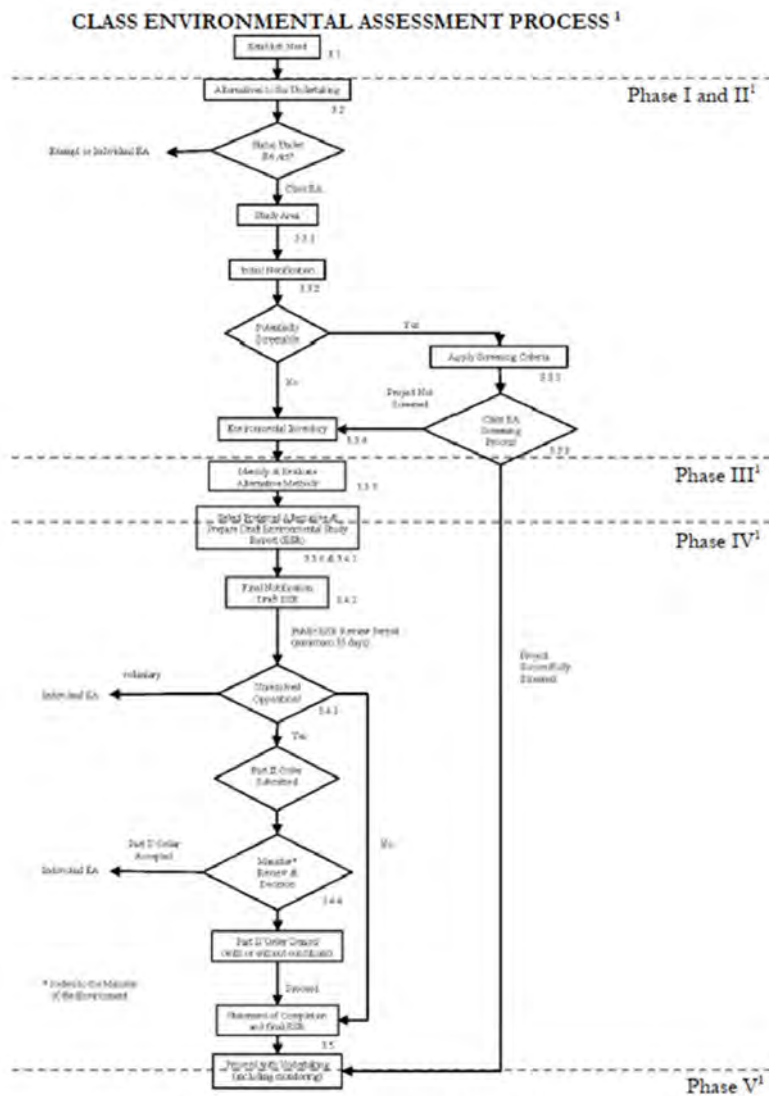 CLASS ENVIRONMENTAL ASSESSMENT PROCESS 1
Establish Need
3.1
Phase I and II1
Alternatives to the Undertaking
3.2
Status Under
EA Act?
Exempt or Individual EA
Class EA
Study Area
3.3.1
Initial Notification
3.3.2
Potentially
Screenable
Yes
Apply Screening Criteria
No
Project Not
Screened
Class EA
Screening
Process
Environmental Inventory
3.3.4
Phase III1
Identify & Evaluate
Alternative Methods
3.3.5
Phase IV1
Select Preferred Alternative &
Prepare Draft Environmental Study
Report (ESR)
3.3.6 & 3.4.1
Final Notification
Draft ESR
3.4.2
Public ESR Review Period
(minimum
days)
Project
Successfully
Screened
voluntary
Individual EA
Unresolved
Opposition?
3.4.3
Yes
Part II Order
Submitted
No
Part II Order
Accepted
Individual EA
Minister*
Review &
Decision
3.4.4
Part II Order Denied
(with or without conditions)
* Refers to the Minister
of the Environment
Proceed
Statement of Completion
and final ESR
3.5
Proceed with Undertaking
(including monitoring)
Phase V1